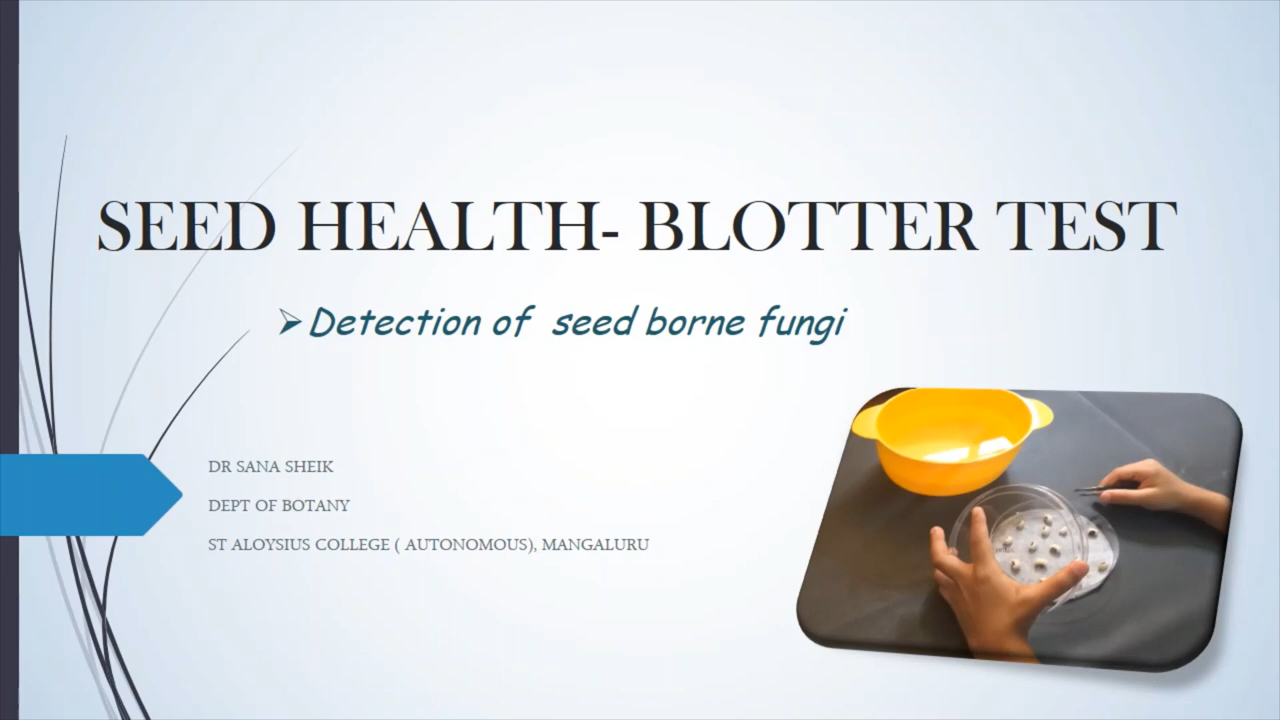 SEED HEALTH- BLOTTER TEST
➢Detection of seed borne fungi
DR SANA SHEIK
DEPT OF BOTANY
ST ALOYSIUS COLLEGE ( AUTONOMOUS), MANGALURU